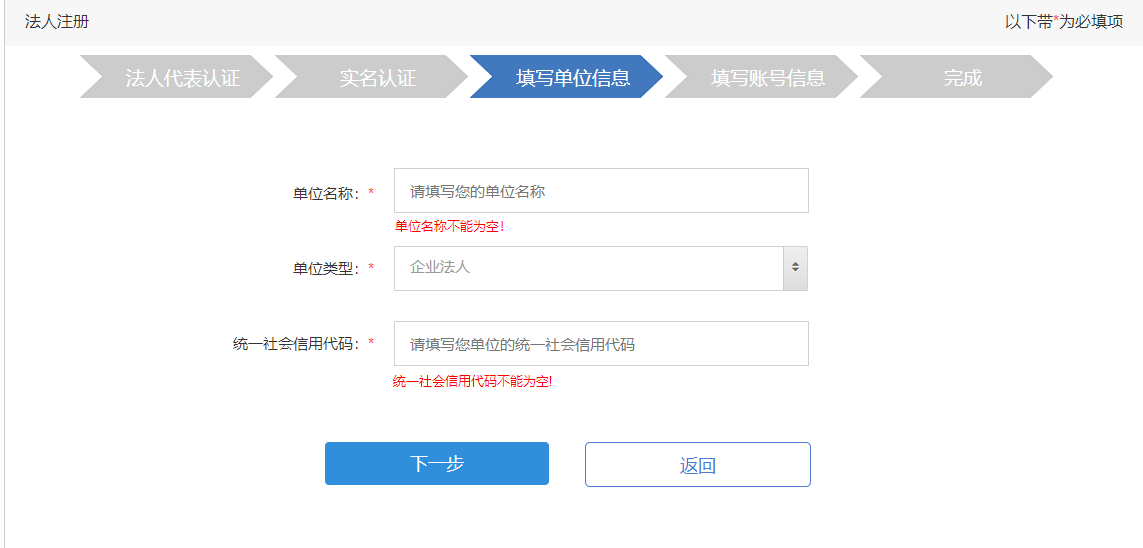 法人注册 以下带*为必填项
法人代表认证 实名认证 填写单位信息 填写账号信息 完成
单位名称：* 请填写您的单位名称
单位名称不能为空!
单位类型：* 企业法人
统一社会信用代码：* 请填写您单位的统一社会信用代码
统一社会信用代码不能为空!
下一步 返回